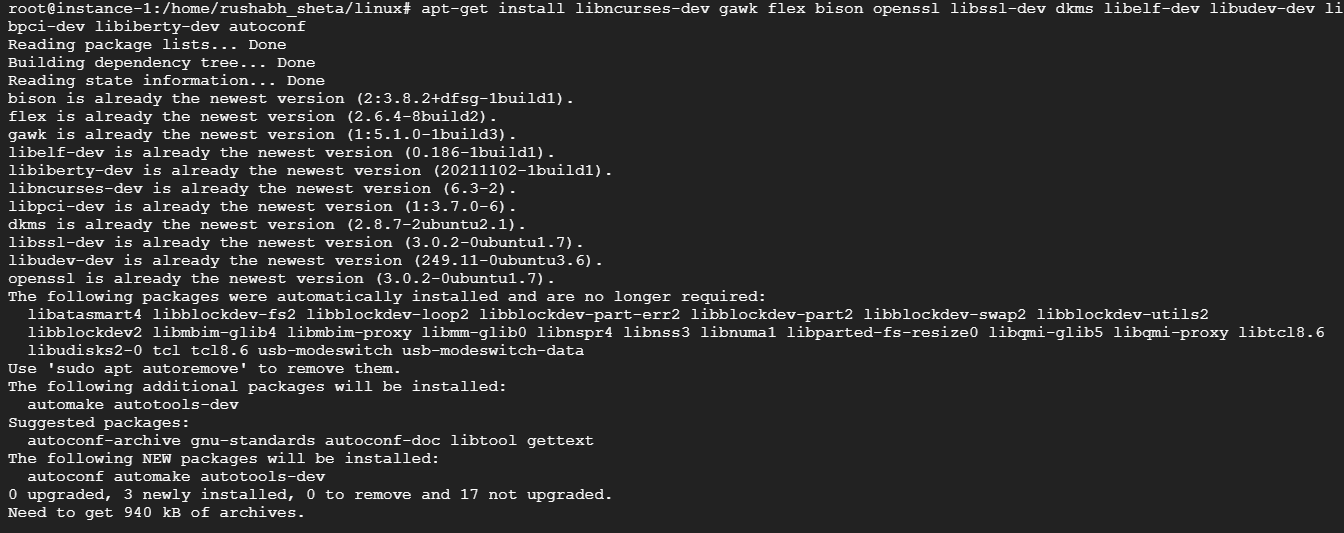 root@instance-1:/home/rushabh_sheta/linux# apt-get install libncurses-dev gawk flex bison openssl libssl-dev dkms libelf-dev libudev-dev li
bpci-dev libiberty-dev autoconf
Reading package lists... Done
Building dependency tree... Done
Reading state information... Done
bison is already the newest version (2:3.8.2+dfsg-1build1).
flex is already the newest version (2.6.4-8build2).
gawk is already the newest version (1:5.1.0-1build3).
libelf-dev is already the newest version (0.186-1build1).
libiberty-dev is already the newest version (20211102-1build1).
libncurses-dev is already the newest version (6.3-2).
libpci-dev is already the newest version (1:3.7.0-6).
dkms is already the newest version (2.8.7-2ubuntu2.1).
libssl-dev is already the newest version (3.0.2-0ubuntu1.7).
libudev-dev is already the newest version (249.11-0ubuntu3.6).
openssl is already the newest version (3.0.2-0ubuntu1.7).
The following packages were automatically installed and are no longer required:
  libatasmart4 libblockdev-fs2 libblockdev-loop2 libblockdev-part-err2 libblockdev-part2 libblockdev-swap2 libblockdev-utils2
  libblockdev2 libmbim-glib4 libmbim-proxy libmm-glib0 libnspr4 libnss3 libnuma1 libparted-fs-resize0 libqmi-glib5 libqmi-proxy libtcl8.6
  libudisks2-0 tcl tcl8.6 usb-modeswitch usb-modeswitch-data
Use 'sudo apt autoremove' to remove them.
The following additional packages will be installed:
  automake autotools-dev
Suggested packages:
  autoconf-archive gnu-standards autoconf-doc libtool gettext
The following NEW packages will be installed:
  autoconf automake autotools-dev
0 upgraded, 3 newly installed, 0 to remove and 17 not upgraded.
Need to get 940 kB of archives.